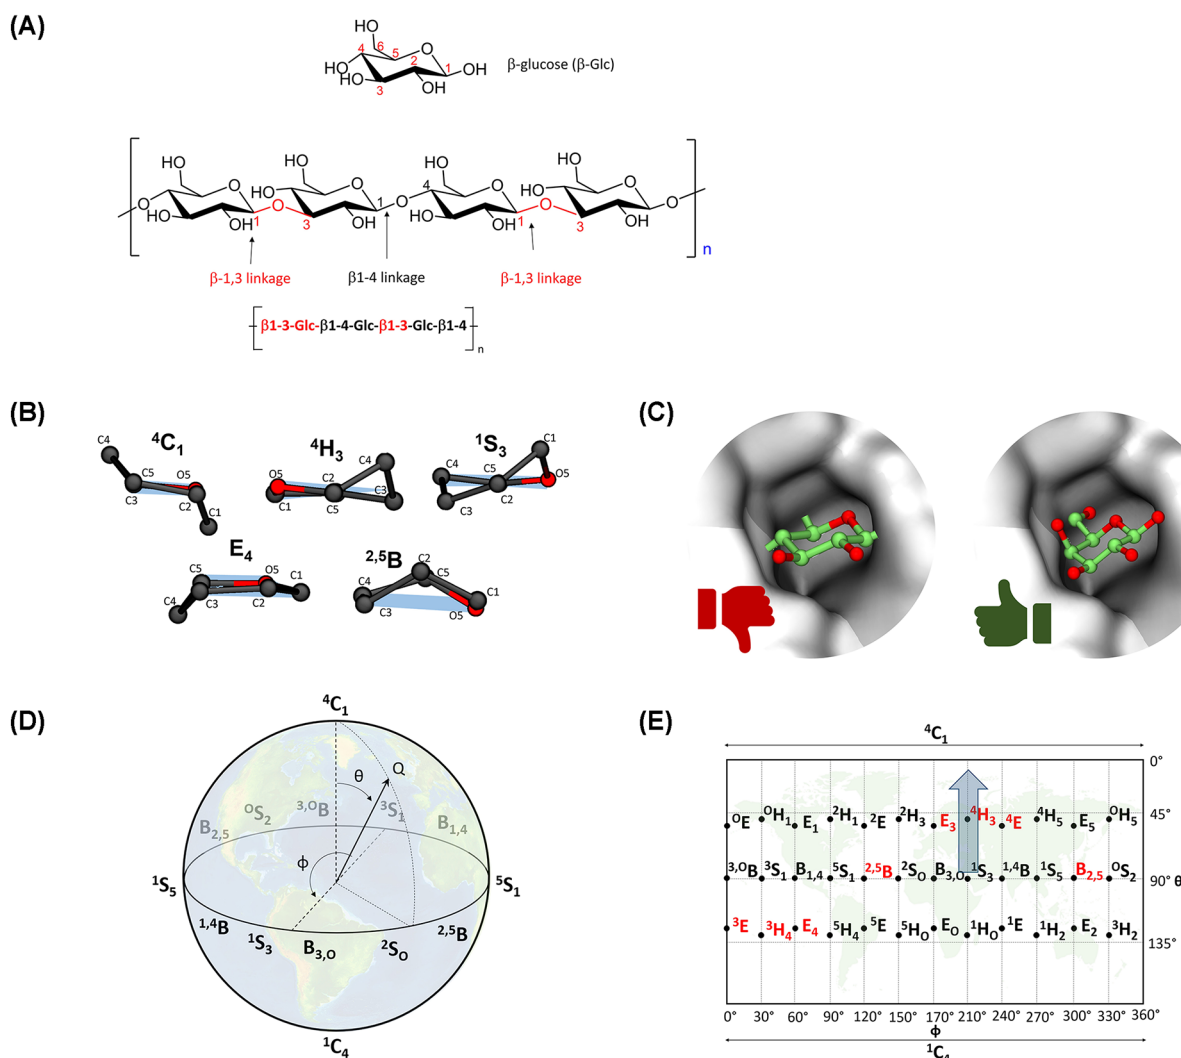 (A)
HO
4
6
5
O
HO
HO
3
2
OH
1
OH
β-glucose (β-Glc)
HO
HO
HO
HO
O
O
HO
O
4
O
HO
O
O
HO
OH
1
O
3
OH
1
O
HO
OH
1
O
3
OH
O
n
β-1,3 linkage
β1-4 linkage
β-1,3 linkage
β1-3-Glc-β1-4-Glc-β1-3-Glc-β1-4
n
(B)
⁴C₁
C4
C5
O5
C3
C2
C1
⁴H₃
O5
C2
C4
C1
C5
C3
¹S₃
C1
C4
C5
O5
C3
C2
E₄
C5
O5
C1
C4
C3
C2
²,⁵B
C2
C4
C5
C1
C3
O5
(C)
(D)
⁴C₁
θ
Q
³,ᴼB
ᴼS₂
³S₁
B₂,₅
B₁,₄
ϕ
¹S₅
⁵S₁
¹,⁴B
¹S₃
B₃,O
²S_O
²,⁵B
¹C₄
(E)
⁴C₁
0°
ᴼE ᴼH₁ E₁ ²H₁ ²E ²H₃ E₃ ⁴H₃ ⁴E ⁴H₅ E₅ ᴼH₅
45°
³,ᴼB ³S₁ B₁,₄ ⁵S₁ ²,⁵B ²S_O B₃,O ¹S₃ ¹,⁴B ¹S₅ B₂,₅ ᴼS₂
90° θ
³E ³H₄ E₄ ⁵H₄ ⁵E ⁵H_O E_O ¹H_O ¹E ¹H₂ E₂ ³H₂
135°
0° 30° 60° 90° 120° 150° 170° 210° 240° 270° 300° 330° 360°
ϕ
¹C₄